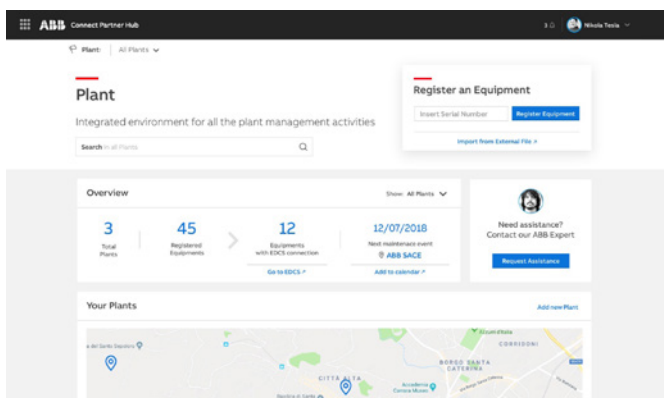 ABB Connect Partner Hub
3
Nikola Tesla
Plant: All Plants
Plant
Integrated environment for all the plant management activities
Search in all Plants
Register an Equipment
Insert Serial Number
Register Equipment
Import from External File >
Overview
Show: All Plants
3
Total
Plants
45
Registered
Equipments
12
Equipments
with EDCS connection
Go to EDCS
12/07/2018
Next maintenace event
ABB SACE
Add to calendar
Need assistance?
Contact our ABB Expert
Request Assistance
Your Plants
Add new Plant
CORRIDONI
BORGO SANTA
CATERINA
CITTÀ ALTA
Accademia